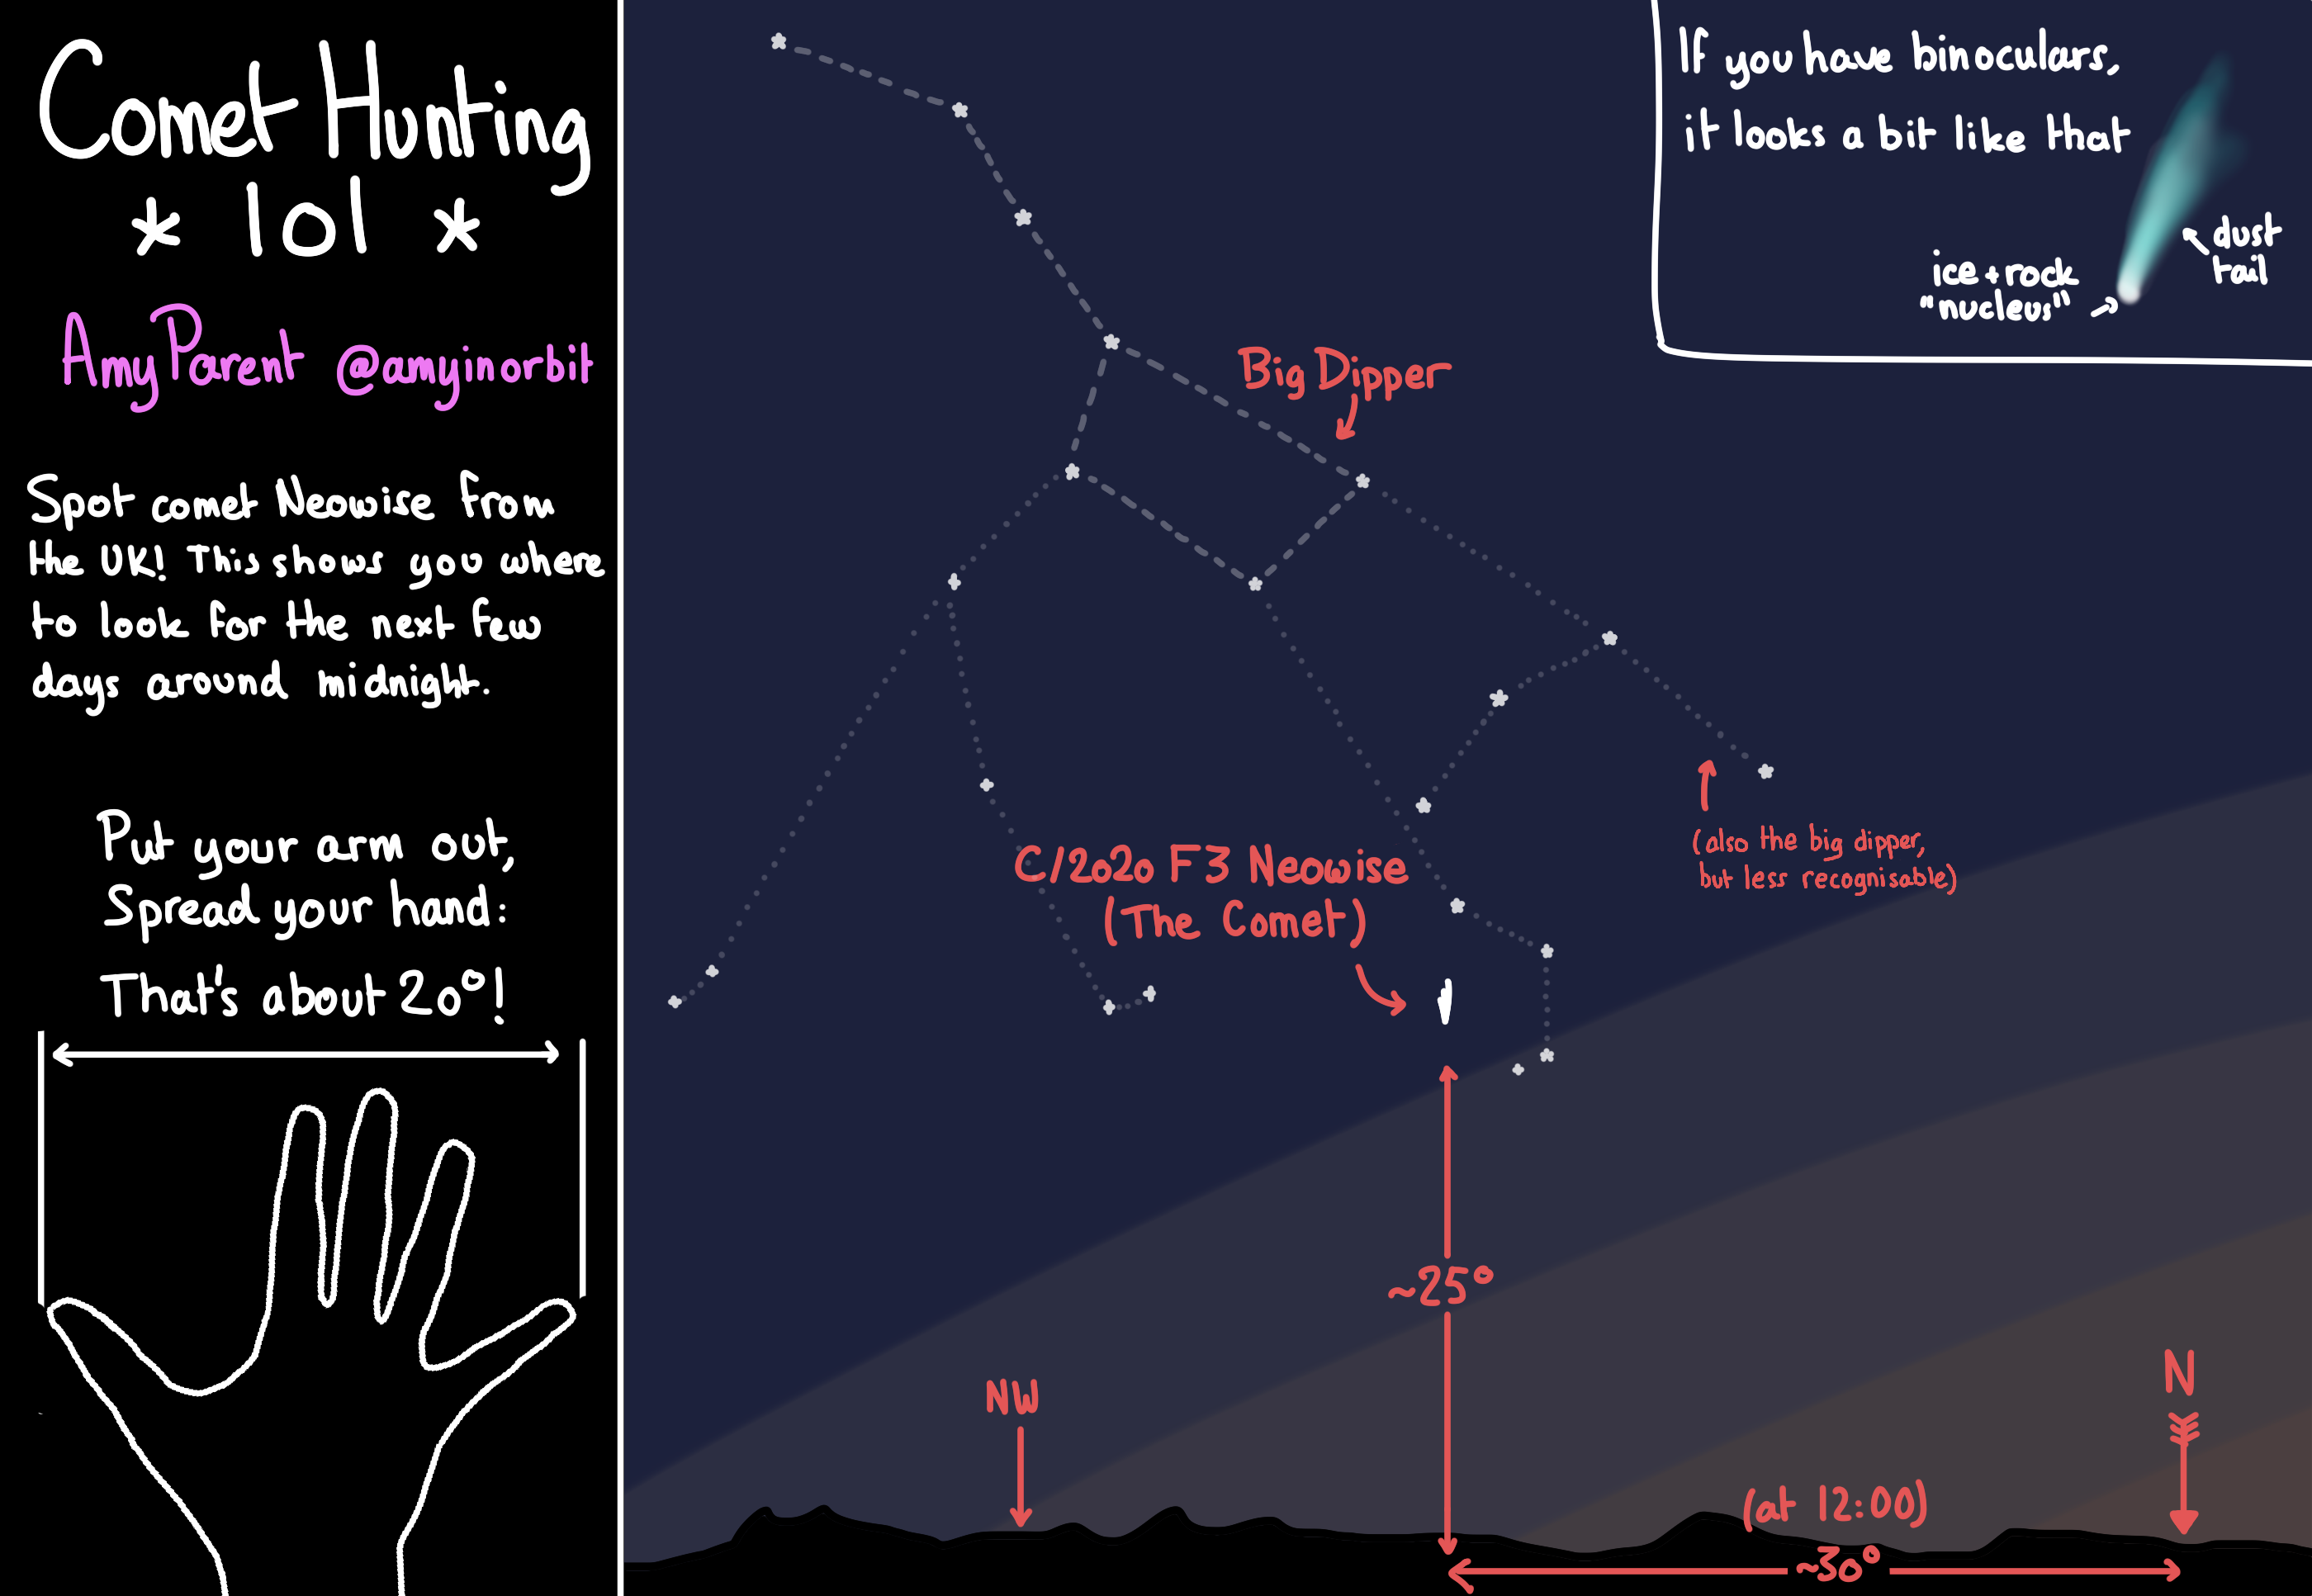 Comet Hunting
* lol *
Amy Parent @amyinorbit
Spot comet Neowise from
the UK! This shows you where
to look for the next few
days around midnight.
Put your arm out,
Spread your hand:
That's about 20°!
If you have binoculars,
it looks a bit like that
dust
tail
ice + rock
"nucleus"
Big Dipper
(also the big dipper,
but less recognisable)
C/2020 F3 Neowise
(The Comet)
~25°
NW
N
(at 12:00)
~30°